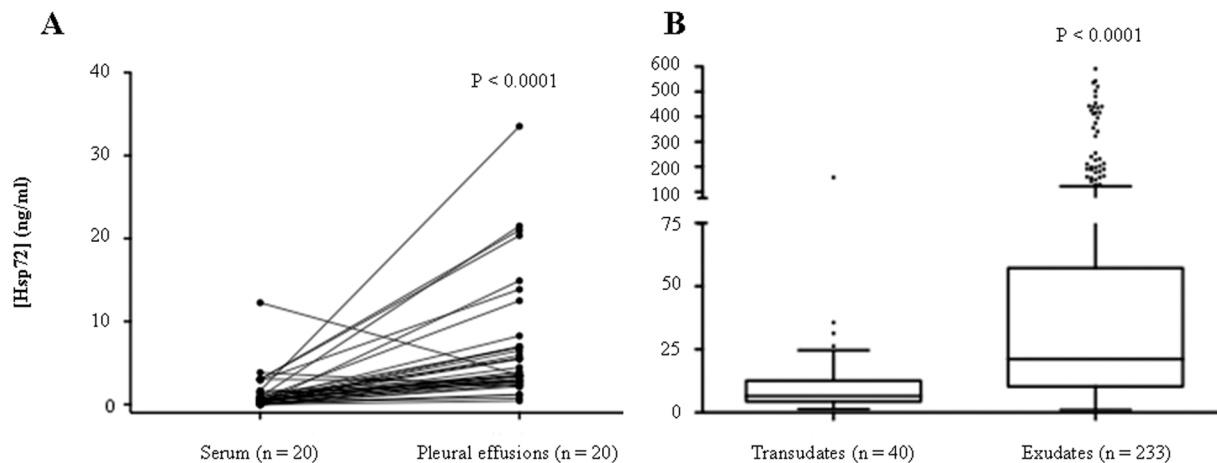 A
B
P < 0.0001
P < 0.0001
[Hsp72] (ng/ml)
40
30
20
10
0
600
500
400
300
200
100
75
50
25
0
Serum (n = 20)
Pleural effusions (n = 20)
Transudates (n = 40)
Exudates (n = 233)